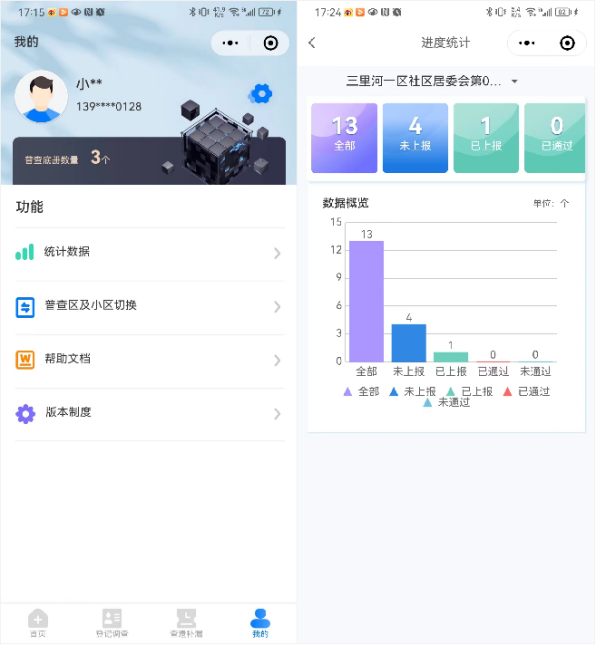 17:15
72
我的
小**
139****0128
普查底册数量 3个
功能
统计数据
普查区及小区切换
帮助文档
版本制度
首页
登记调查
查遗补漏
我的
17:24
进度统计
三里河一区社区居委会第0...
13
全部
4
未上报
1
已上报
0
已通过
数据概览
单位: 个
15
12
9
6
3
0
13
4
1
0
0
全部 未上报 已上报 已通过 未通过
全部 未上报 已上报 已通过
未通过